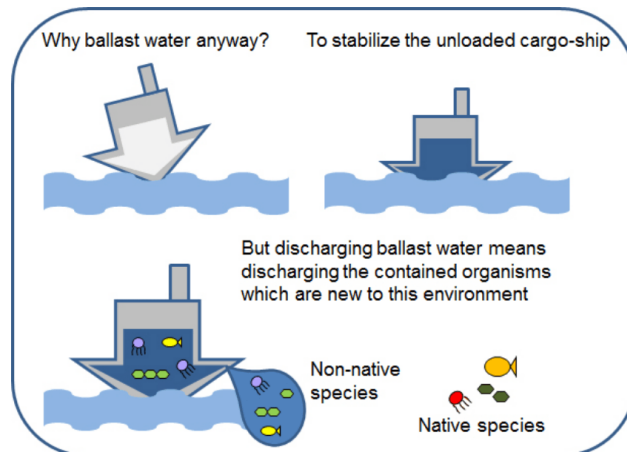 Why ballast water anyway?
To stabilize the unloaded cargo-ship
But discharging ballast water means
discharging the contained organisms
which are new to this environment
Non-native
species
Native species